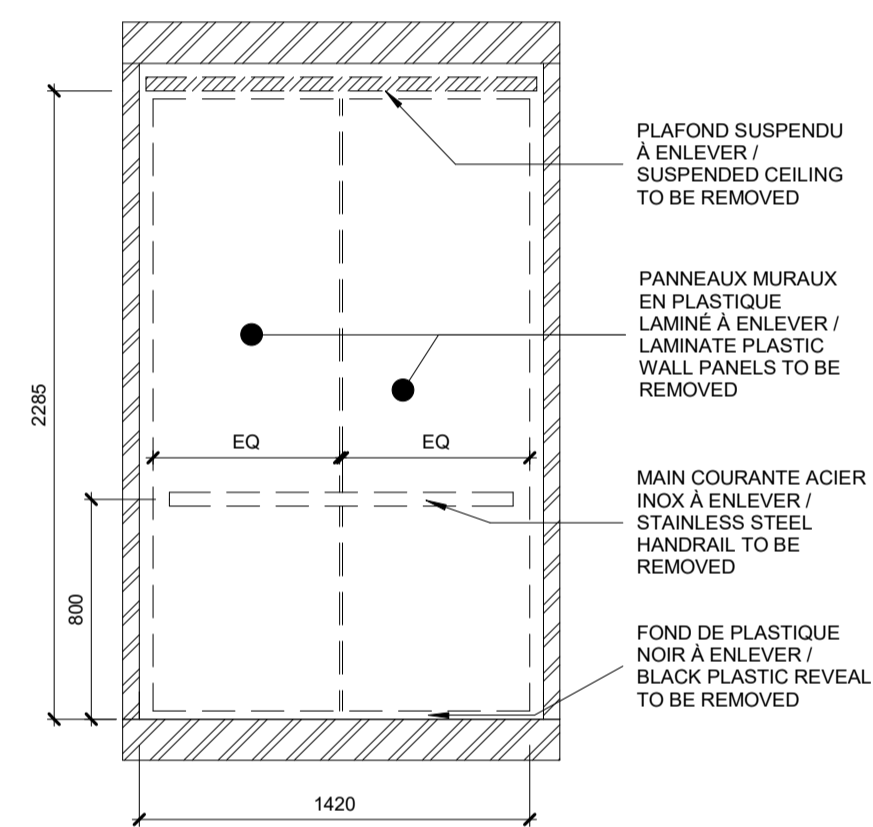 PLAFOND SUSPENDU
À ENLEVER /
SUSPENDED CEILING
TO BE REMOVED
PANNEAUX MURAUX
EN PLASTIQUE
LAMINÉ À ENLEVER /
LAMINATE PLASTIC
WALL PANELS TO BE
REMOVED
2285
EQ
EQ
MAIN COURANTE ACIER
INOX À ENLEVER /
STAINLESS STEEL
HANDRAIL TO BE
REMOVED
800
FOND DE PLASTIQUE
NOIR À ENLEVER /
BLACK PLASTIC REVEAL
TO BE REMOVED
1420